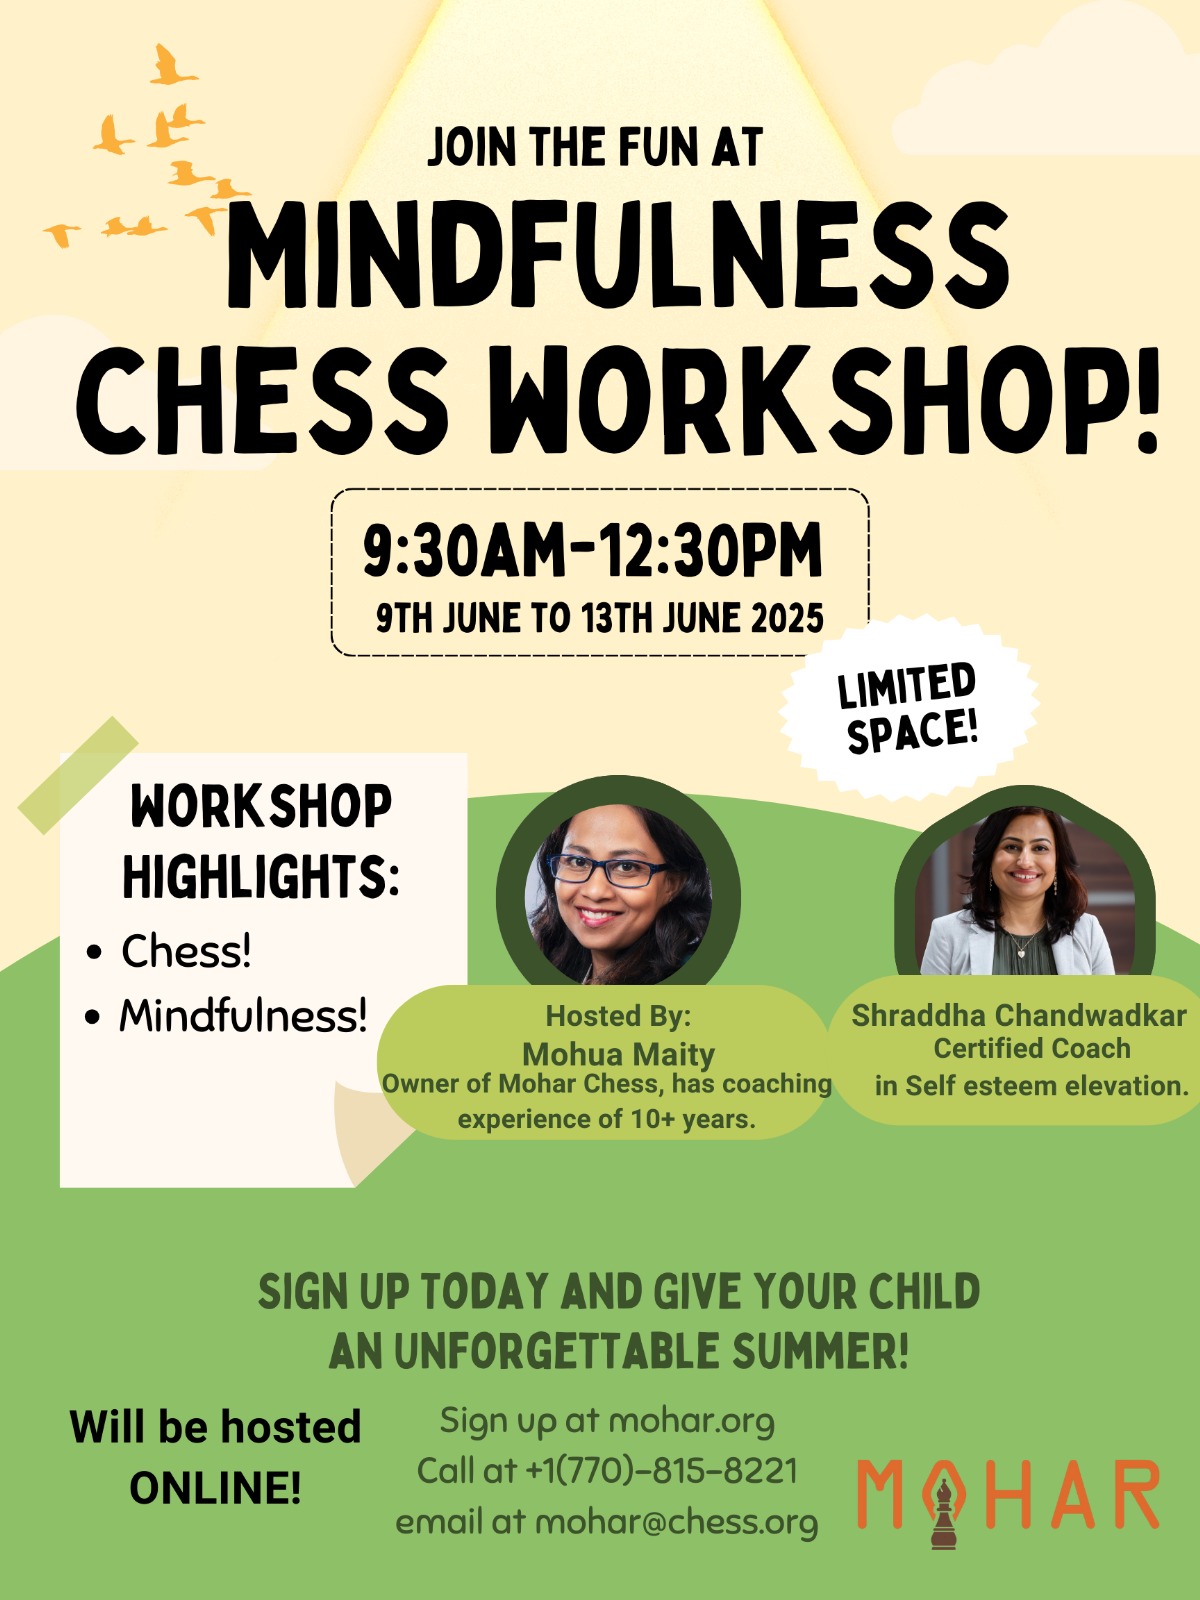 JOIN THE FUN AT
MINDFULNESS
CHESS WORKSHOP!
9:30AM-12:30PM
9TH JUNE TO 13TH JUNE 2025
LIMITED
SPACE!
WORKSHOP
HIGHLIGHTS:
• Chess!
• Mindfulness!
Hosted By:
Mohua Maity
Owner of Mohar Chess, has coaching
experience of 10+ years.
Shraddha Chandwadkar
Certified Coach
in Self esteem elevation.
SIGN UP TODAY AND GIVE YOUR CHILD
AN UNFORGETTABLE SUMMER!
Will be hosted
ONLINE!
Sign up at mohar.org
Call at +1(770)-815-8221
email at mohar@chess.org
MOHAR